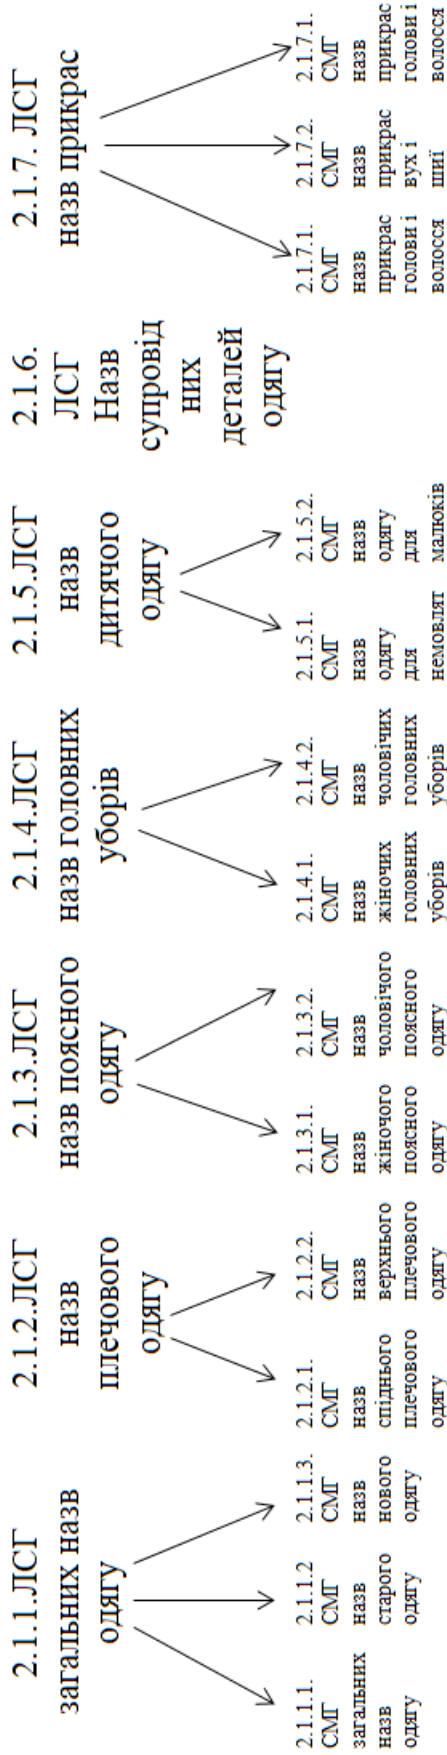 2.1.1.ЛСГ
загальних назв
одягу
2.1.1.1.
СМГ
загальних
назв
одягу
2.1.1.2
СМГ
назв
старого
одягу
2.1.1.3.
СМГ
назв
нового
одягу
2.1.2.ЛСГ
назв
плечового
одягу
2.1.2.1.
СМГ
назв
спіднього
плечового
одягу
2.1.2.2.
СМГ
назв
верхнього
плечового
одягу
2.1.3.ЛСГ
назв поясного
одягу
2.1.3.1.
СМГ
назв
жіночого
поясного
одягу
2.1.3.2.
СМГ
назв
чоловічого
поясного
одягу
2.1.4.ЛСГ
назв головних
уборів
2.1.4.1.
СМГ
назв
жіночих
головних
уборів
2.1.4.2.
СМГ
назв
чоловічих
головних
уборів
2.1.5.ЛСГ
назв
дитячого
одягу
2.1.5.1.
СМГ
назв
одягу
для
немовлят
2.1.5.2.
СМГ
назв
одягу
для
малюків
2.1.6.
ЛСГ
Назв
супровід
них
деталей
одягу
2.1.7. ЛСГ
назв прикрас
2.1.7.1.
СМГ
назв
прикрас
голови і
волосся
2.1.7.2.
СМГ
назв
прикрас
вух і
шиї
2.1.7.1.
СМГ
назв
прикрас
голови і
волосся